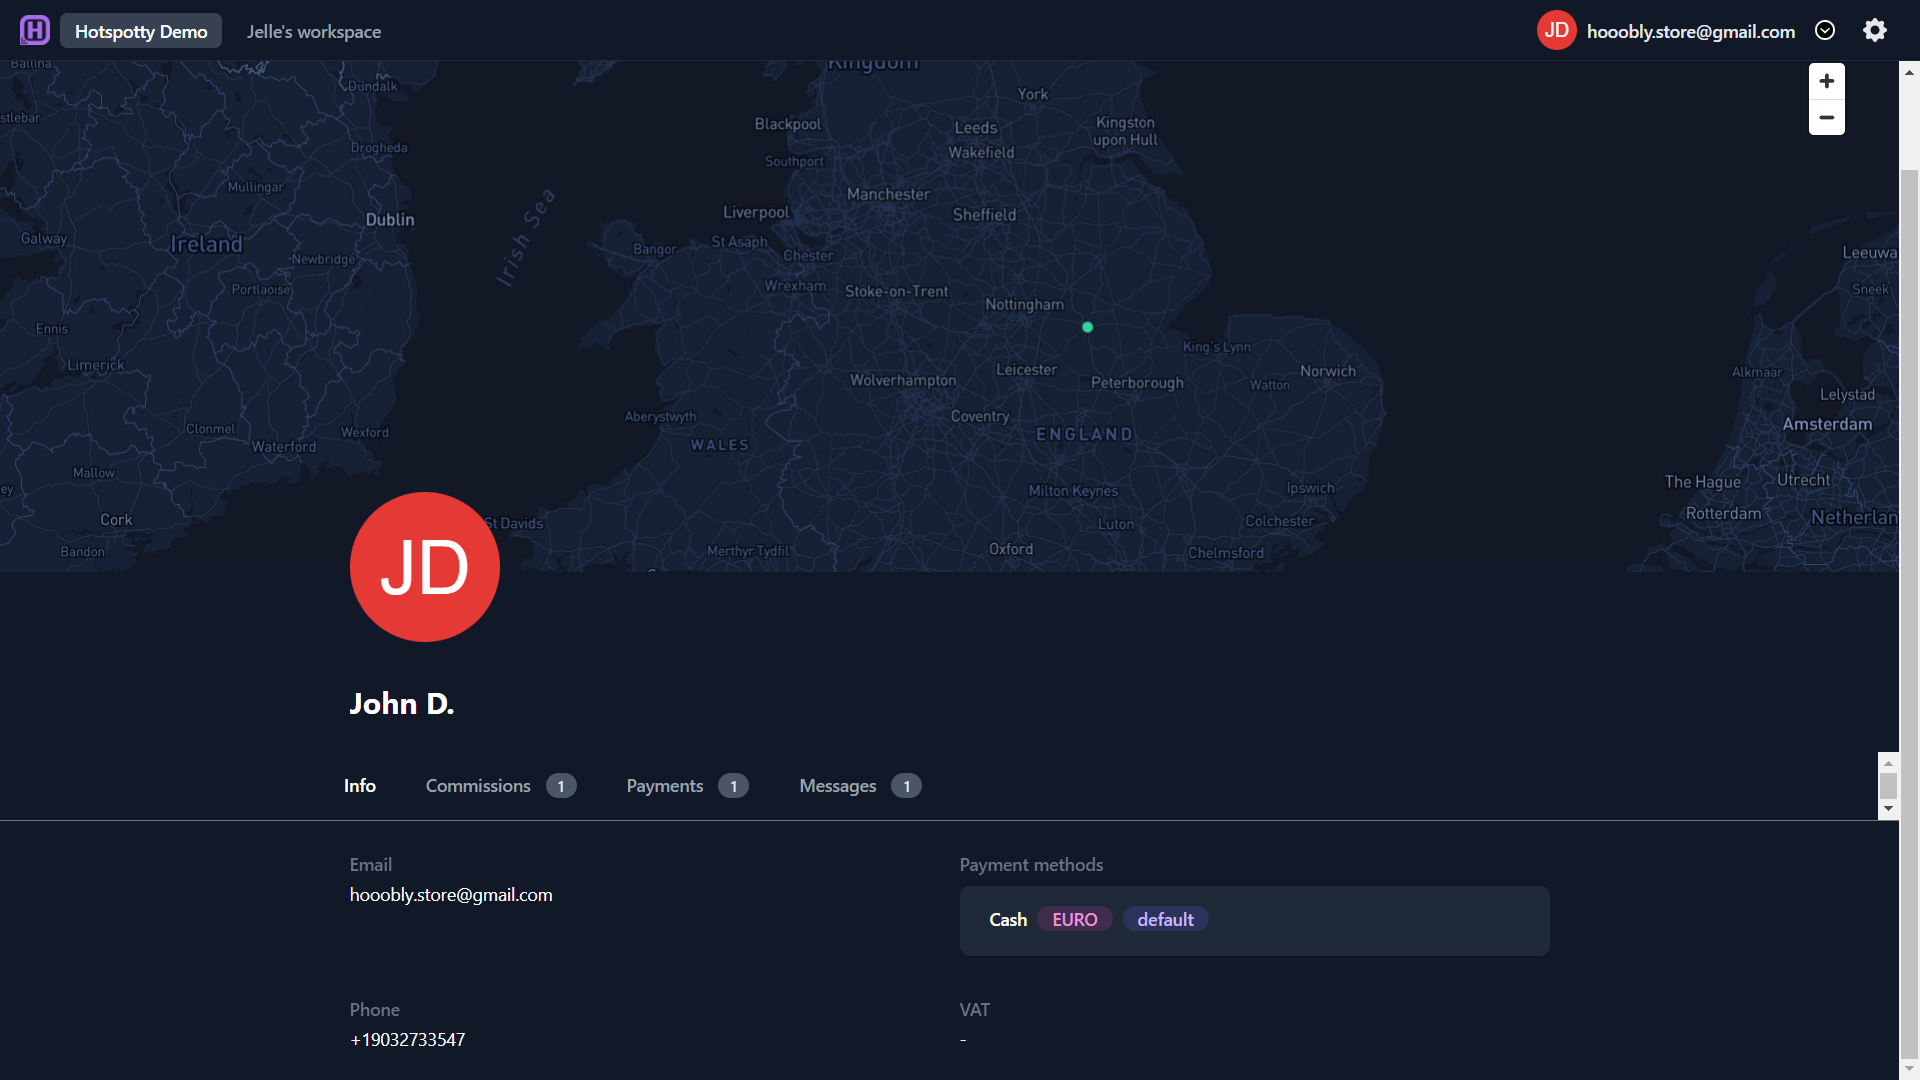 H Hotspotty Demo Jelle's workspace JD hooobly.store@gmail.com
Kingdom
Ballina
Dundalk
York
Blackpool
Leeds
Kingston
upon Hull
stlebar
Drogheda
Southport
Wakefield
Mullingar
Manchester
Dublin
Liverpool
Sheffield
Irish Sea
Galway
Ireland
St Asaph
Bangor
Chester
Leeuwa
Newbridge
Portlaoise
Wrexham
Stoke-on-Trent
Nottingham
Sneek
Ennis
King's Lynn
Limerick
Leicester
Norwich
Alkmaar
Wolverhampton
Peterborough
Watton
Lelystad
Aberystwyth
Coventry
Amsterdam
Clonmel
Wexford
Waterford
WALES
ENGLAND
Mallow
ey
Milton Keynes
Ipswich
The Hague
Utrecht
Cork
St Davids
Luton
Colchester
Rotterdam
Netherlan
Bandon
Merthyr Tydfil
Oxford
Chelmsford
JD
John D.
Info Commissions 1 Payments 1 Messages 1
Email
hooobly.store@gmail.com
Payment methods
Cash EURO default
Phone
+19032733547
VAT
-